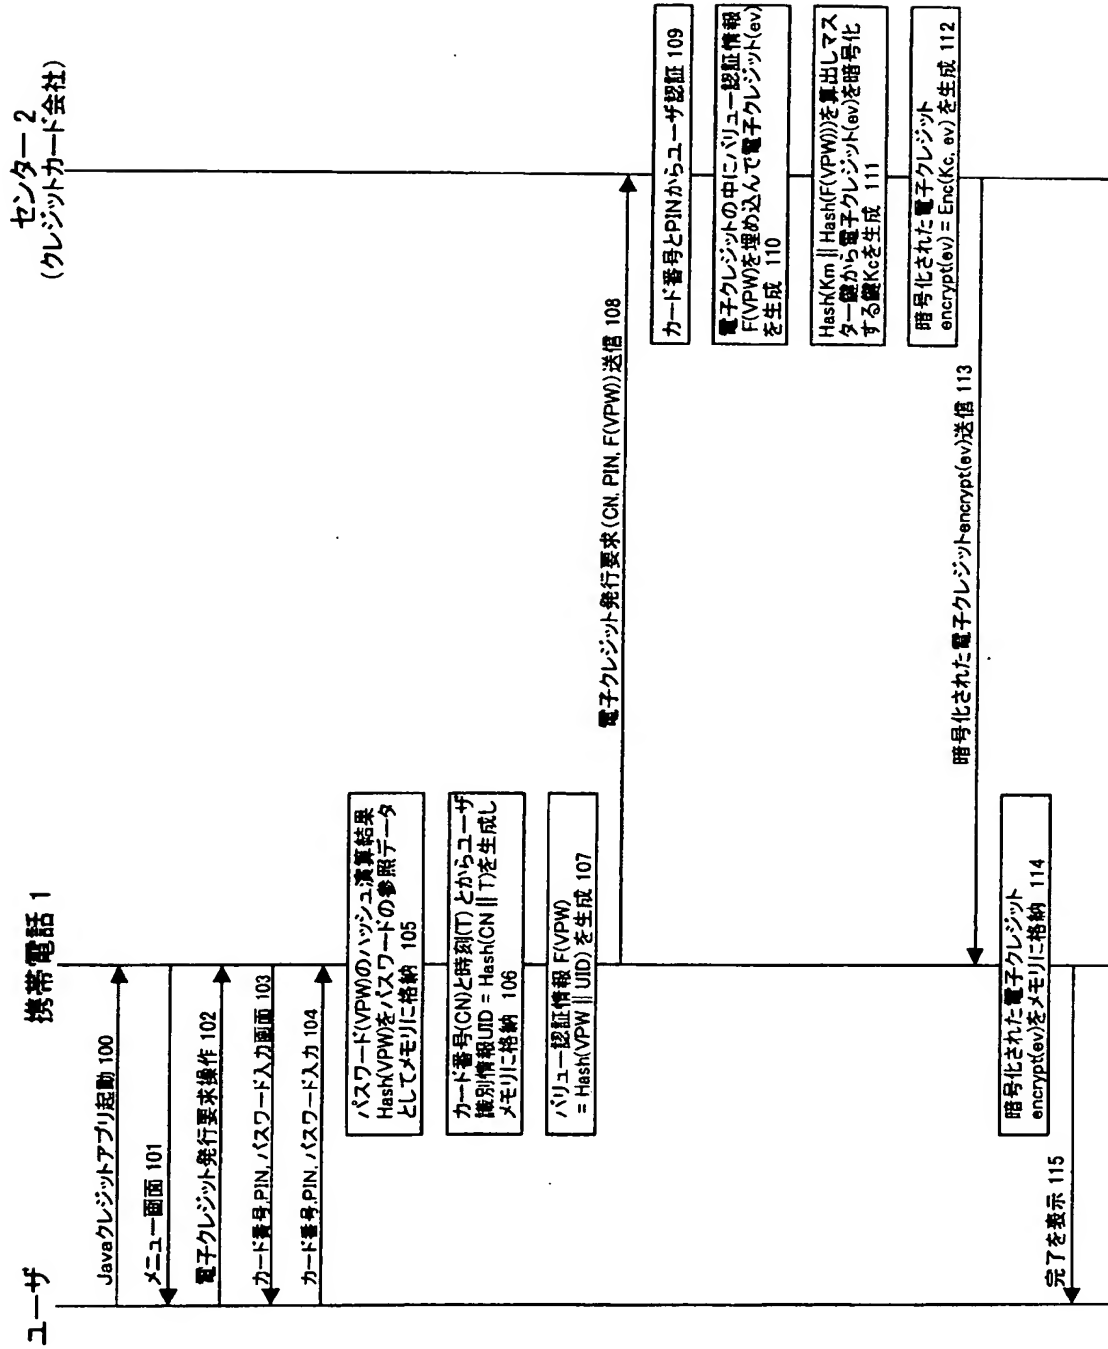 ユーザ
携帯電話 1
センター 2
(クレジットカード会社)
Javaクレジットアプリ起動 100
メニュー画面 101
電子クレジット発行要求操作 102
カード番号,PIN, パスワード入力画面 103
カード番号,PIN, パスワード入力 104
パスワード(VPW)のハッシュ演算結果
Hash(VPW)をパスワードの参照データ
としてメモリに格納 105
カード番号(CN)と時刻(T)とからユーザ
識別情報UID = Hash(CN || T)を生成し
メモリに格納 106
バリュー認証情報 F(VPW)
= Hash(VPW || UID) を生成 107
電子クレジット発行要求(CN, PIN, F(VPW))送信 108
カード番号とPINからユーザ認証 109
電子クレジットの中にバリュー認証情報
F(VPW)を埋め込んで電子クレジット(ev)
を生成 110
Hash(Km || Hash(F(VPW)))を算出しマス
ター鍵から電子クレジット(ev)を暗号化
する鍵Kcを生成 111
暗号化された電子クレジット
encrypt(ev) = Enc(Kc, ev) を生成 112
暗号化された電子クレジットencrypt(ev)送信 113
暗号化された電子クレジット
encrypt(ev)をメモリに格納 114
完了を表示 115